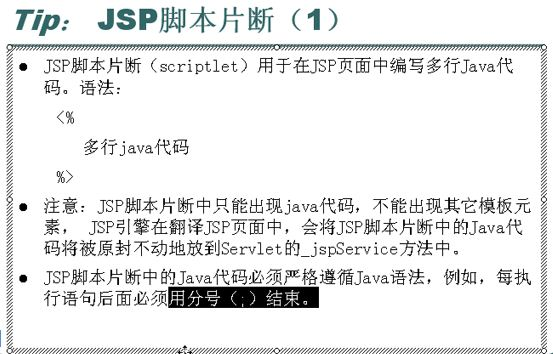 Tip： JSP脚本片断（1）
● JSP脚本片断（scriptlet）用于在JSP页面中编写多行Java代
码。语法：
<%
多行java代码
%>
● 注意：JSP脚本片断中只能出现java代码，不能出现其它模板元
素， JSP引擎在翻译JSP页面中，会将JSP脚本片断中的Java代
码将被原封不动地放到Servlet的_jspService方法中。
● JSP脚本片断中的Java代码必须严格遵循Java语法，例如，每执
行语句后面必须用分号（;）结束。